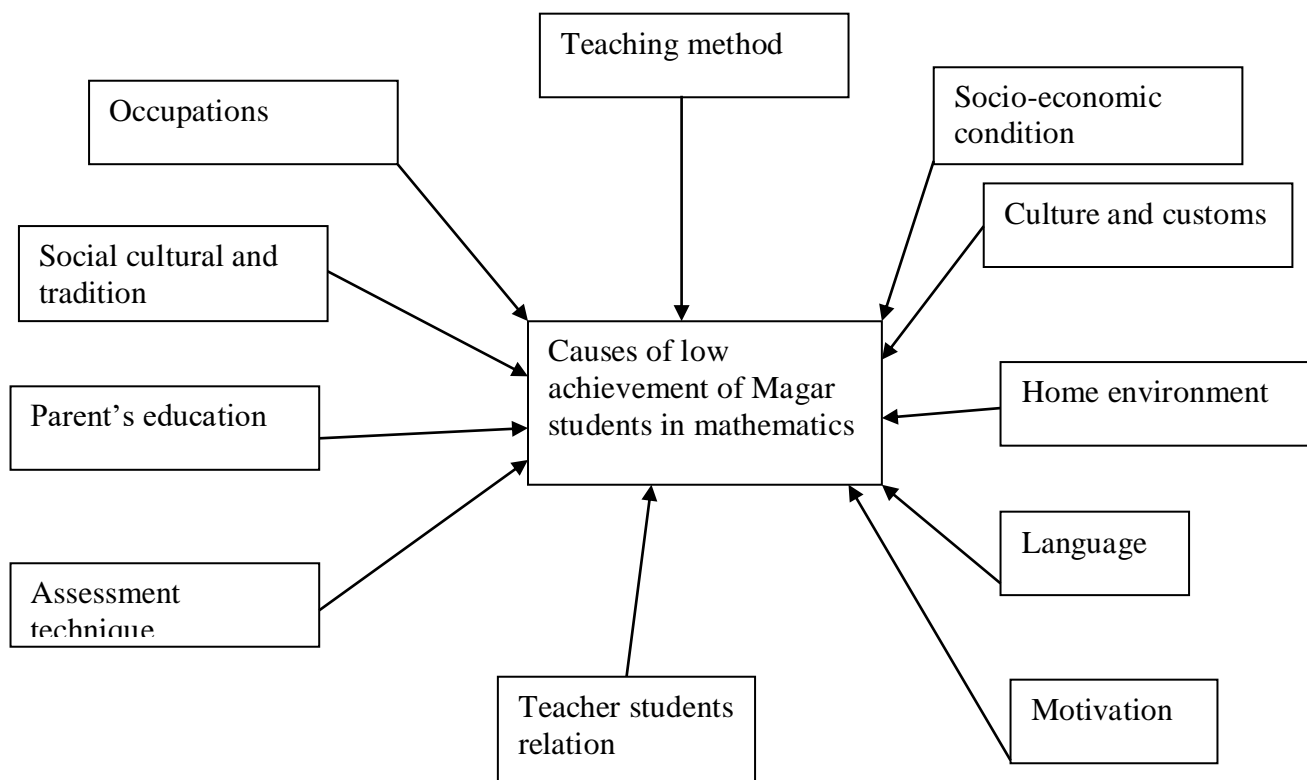 Teaching method
Occupations
Socio-economic
condition
Culture and customs
Social cultural and
tradition
Causes of low
achievement of Magar
students in mathematics
Parent’s education
Home environment
Language
Assessment
technique
Teacher students
relation
Motivation